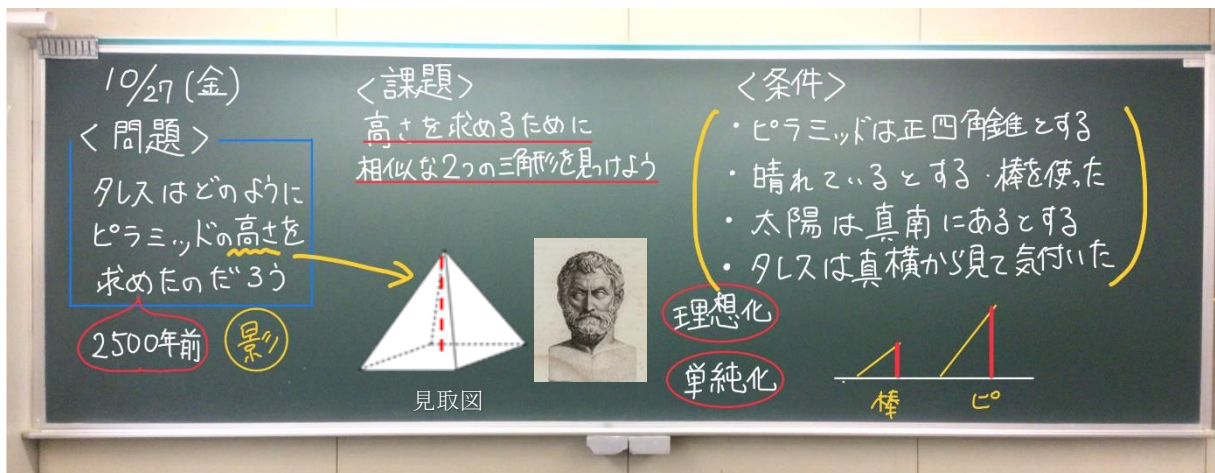 10/27(金)
<問題>
タレスはどのように
ピラミッドの高さを
求めたのだろう
2500年前
影
<課題>
高さを求めるために
相似な2つの三角形を見つけよう
見取図
<条件>
・ピラミッドは正四角錐とする
・晴れているとする・棒を使った
・太陽は真南にあるとする
・タレスは真横から見て気付いた
理想化
単純化
棒
ピ